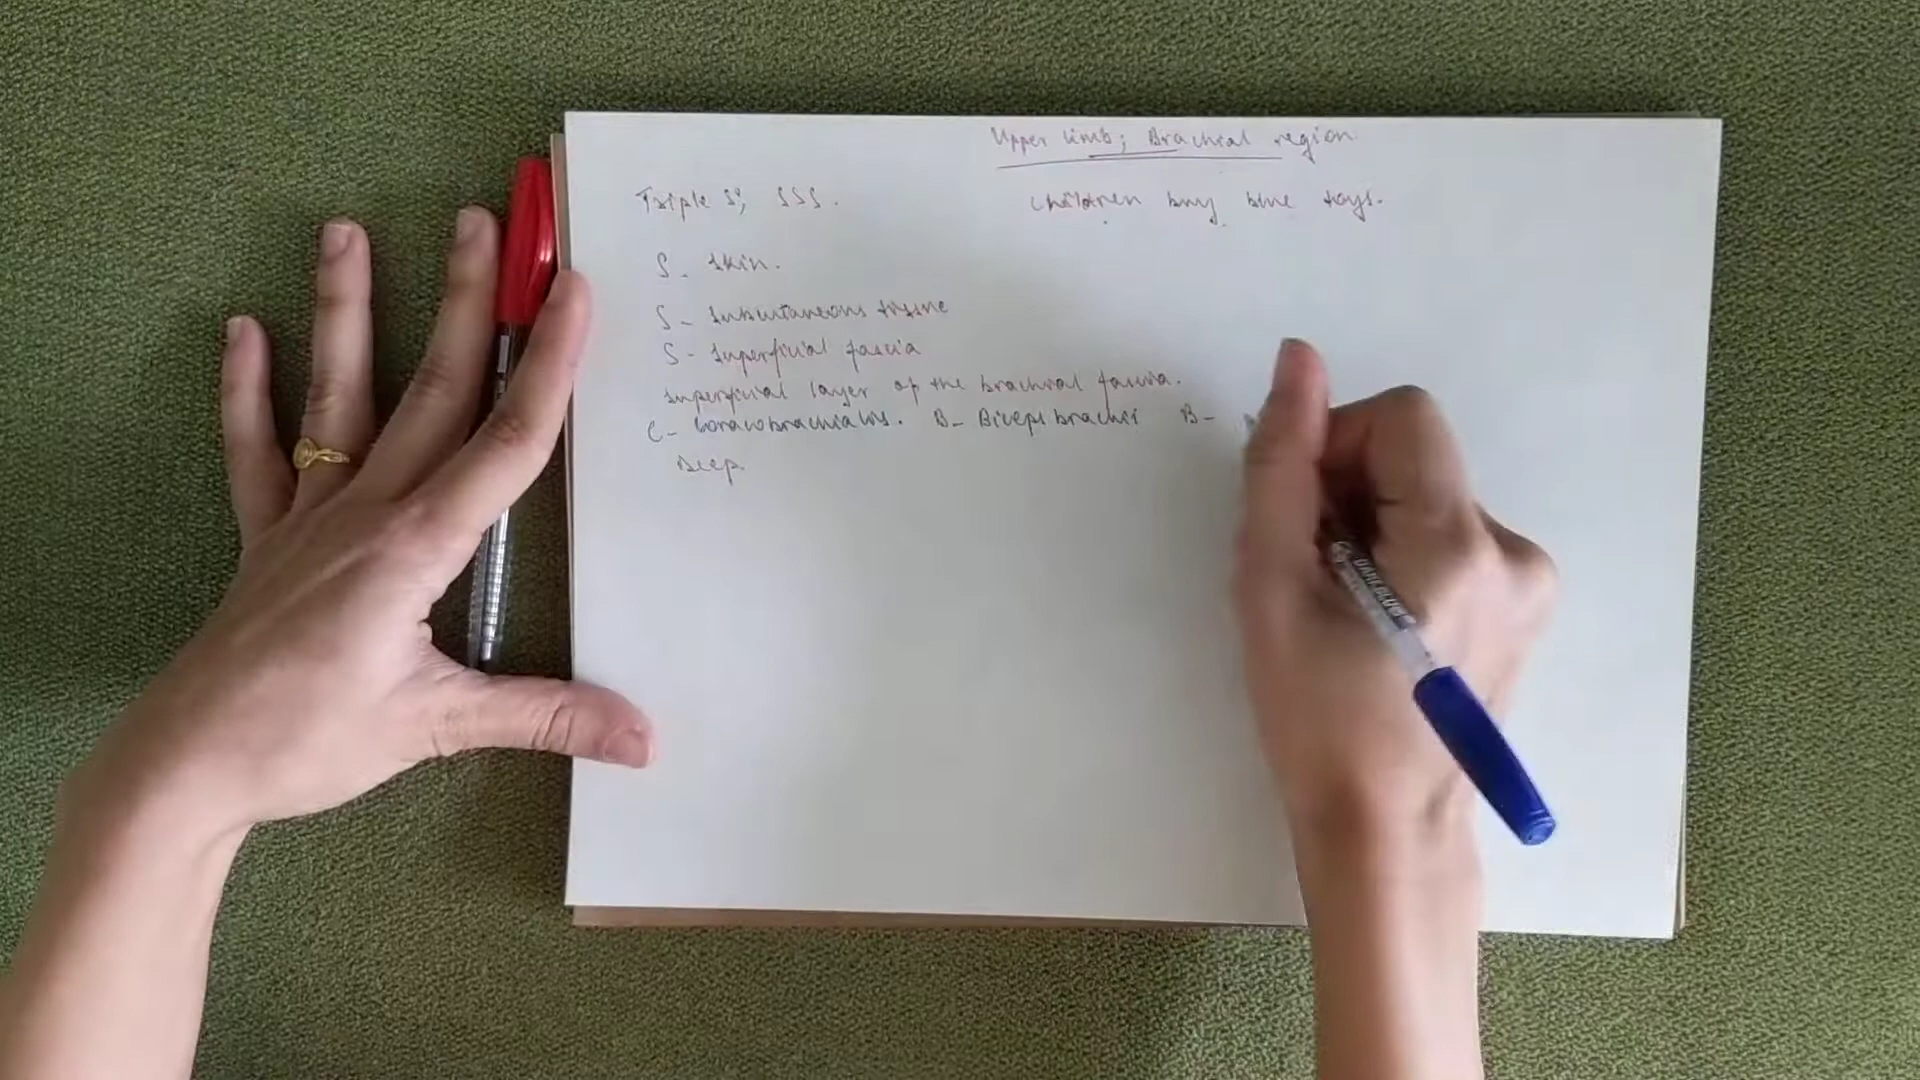 Upper limb; Brachial region
Triple S; SSS.
Children buy blue toys.
S - Skin.
S - Subcutaneous tissue
S - Superficial fascia
Superficial layer of the brachial fascia.
C - Coracobrachialis. B - Biceps brachii B -
Deep